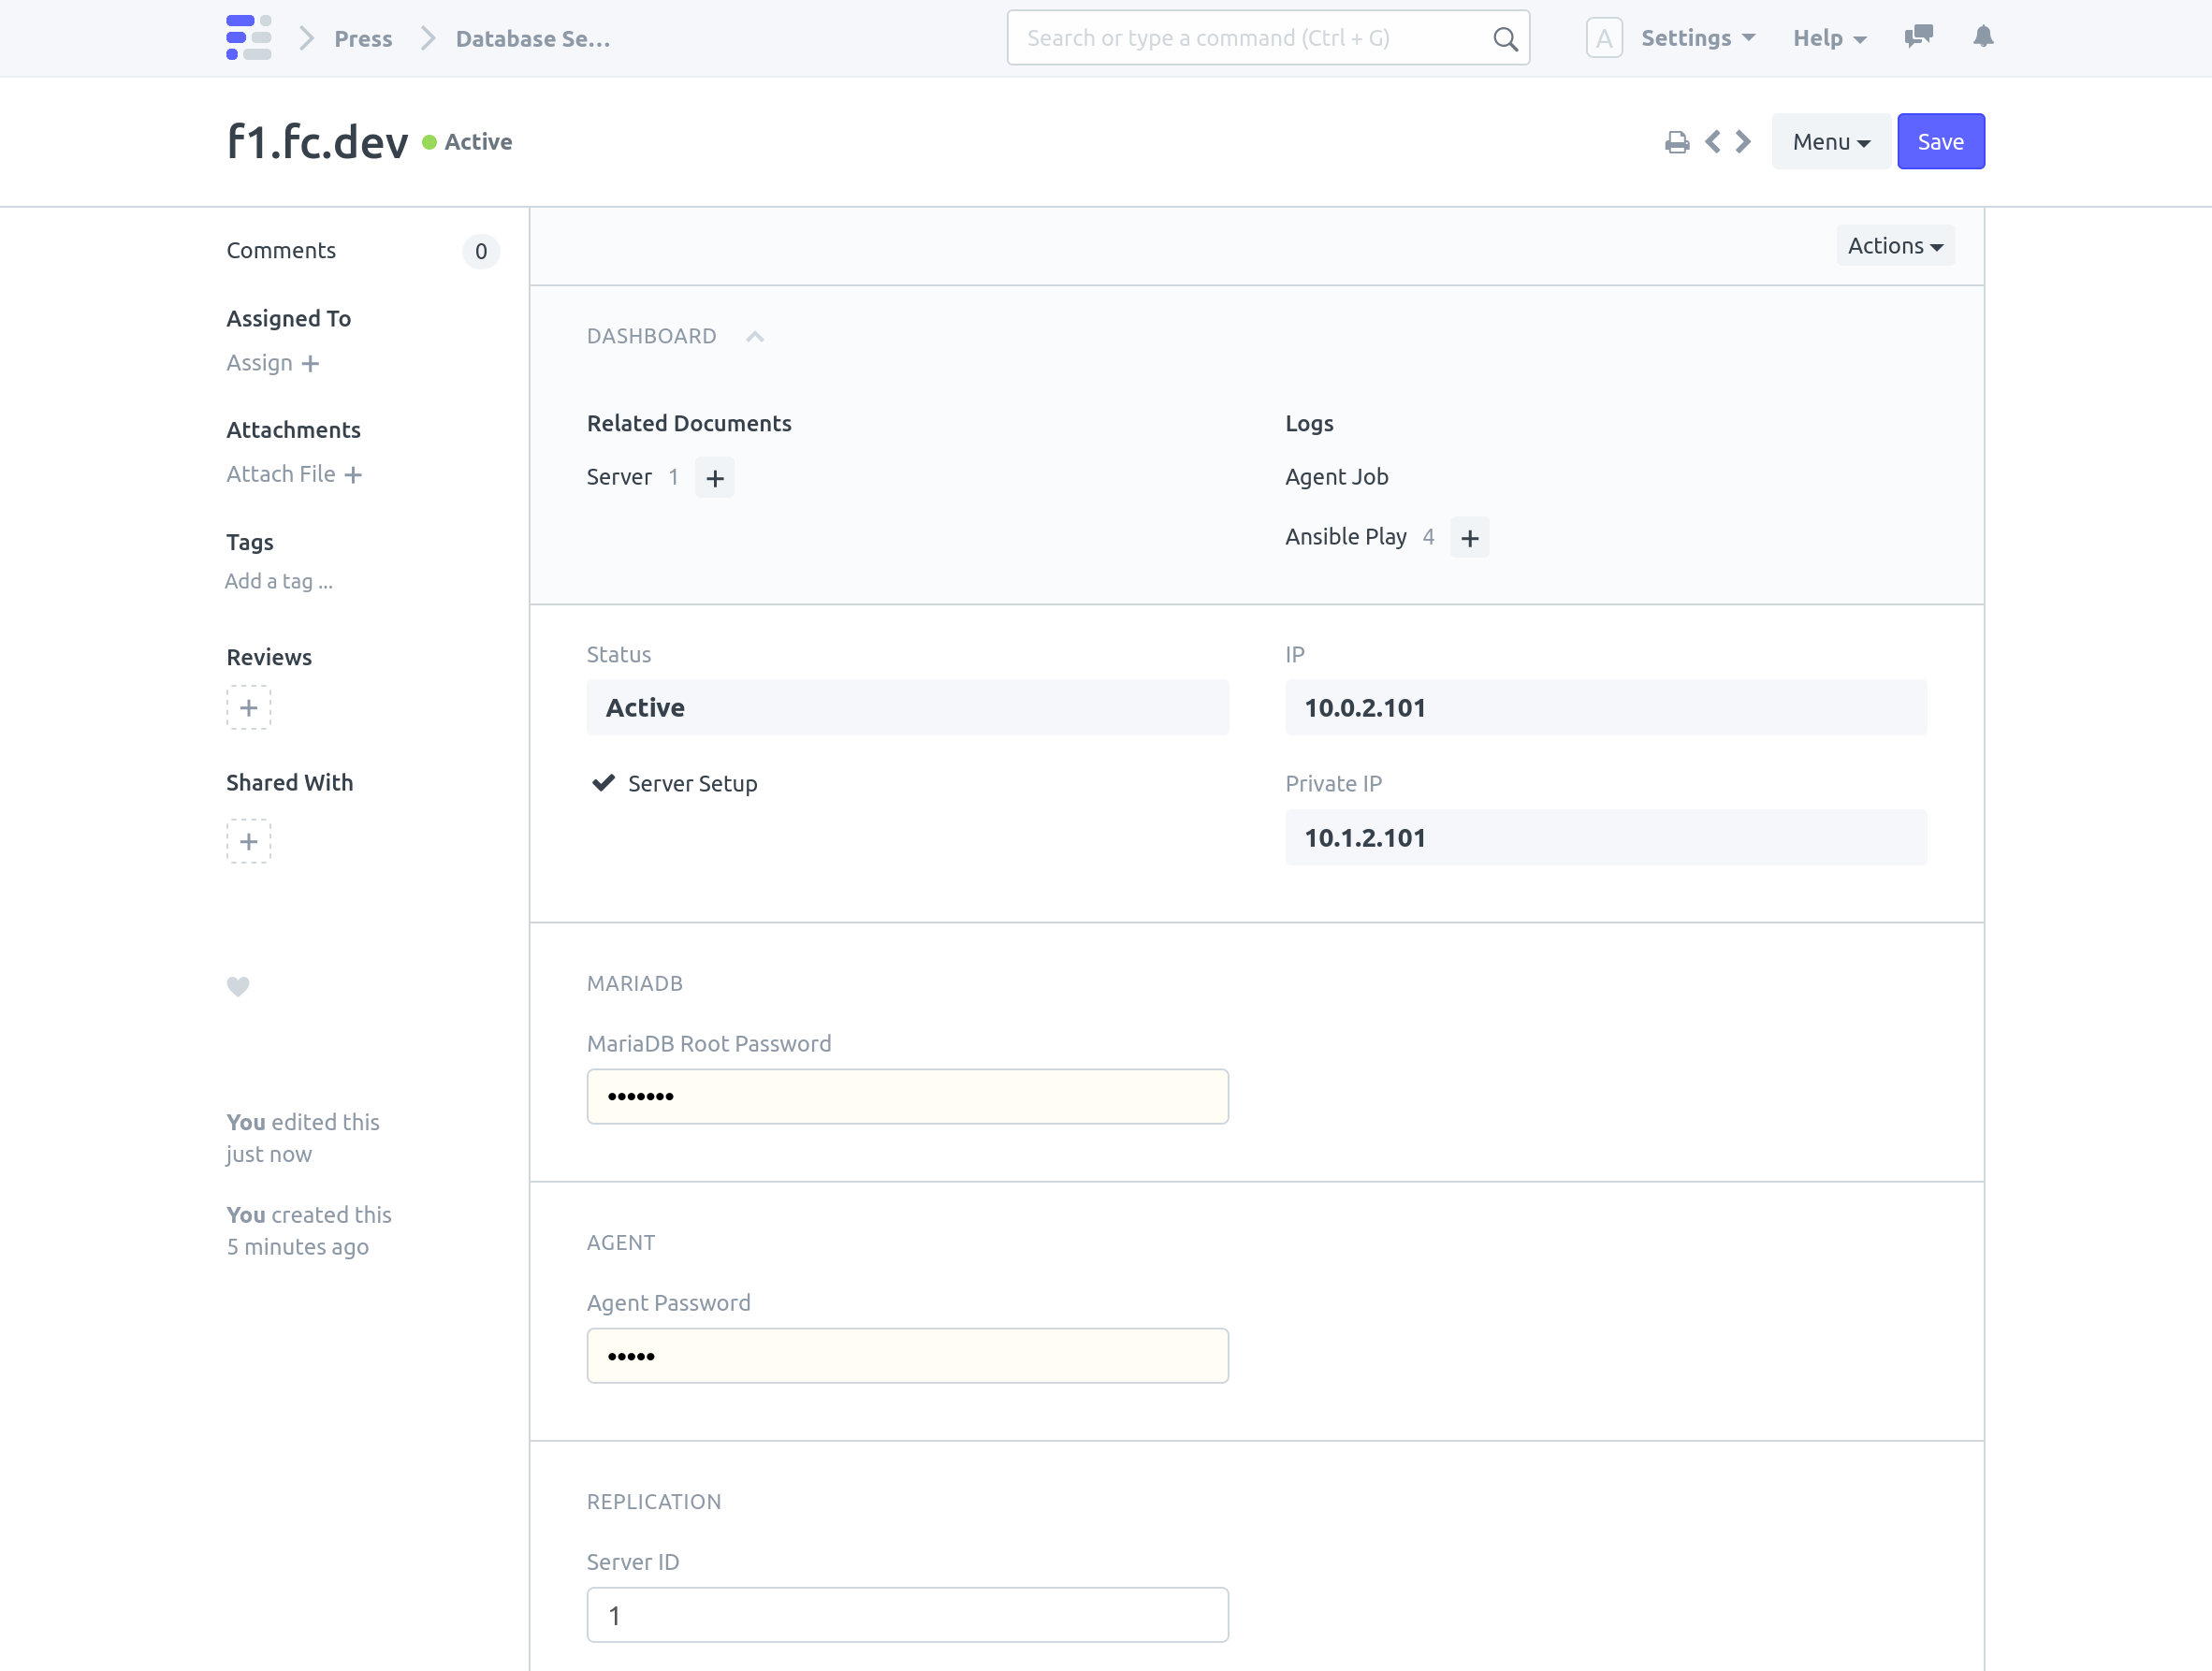 Press
Database Se...
Search or type a command (Ctrl + G)
A
Settings
Help
f1.fc.dev
Active
Menu
Save
Comments
0
Assigned To
Assign +
Attachments
Attach File +
Tags
Add a tag ...
Reviews
+
Shared With
+
You edited this
just now
You created this
5 minutes ago
Actions
DASHBOARD
Related Documents
Server 1 +
Logs
Agent Job
Ansible Play 4 +
Status
Active
Server Setup
IP
10.0.2.101
Private IP
10.1.2.101
MARIADB
MariaDB Root Password
•••••••
AGENT
Agent Password
•••••
REPLICATION
Server ID
1